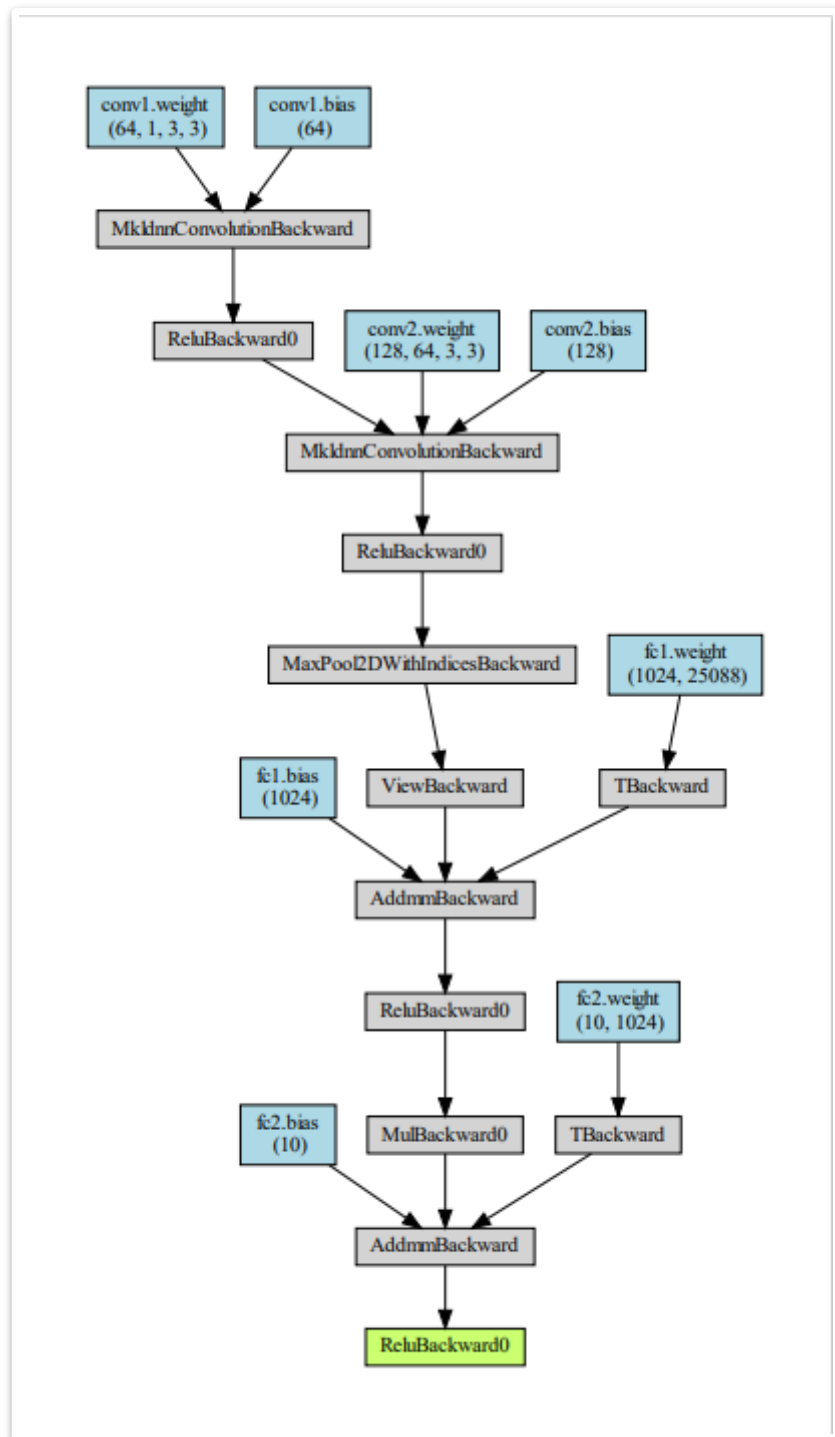 conv1.weight
(64, 1, 3, 3)
conv1.bias
(64)
MkldnnConvolutionBackward
ReluBackward0
conv2.weight
(128, 64, 3, 3)
conv2.bias
(128)
MkldnnConvolutionBackward
ReluBackward0
MaxPool2DWithIndicesBackward
fc1.weight
(1024, 25088)
fc1.bias
(1024)
ViewBackward
TBackward
AddmmBackward
ReluBackward0
fc2.weight
(10, 1024)
fc2.bias
(10)
MulBackward0
TBackward
AddmmBackward
ReluBackward0